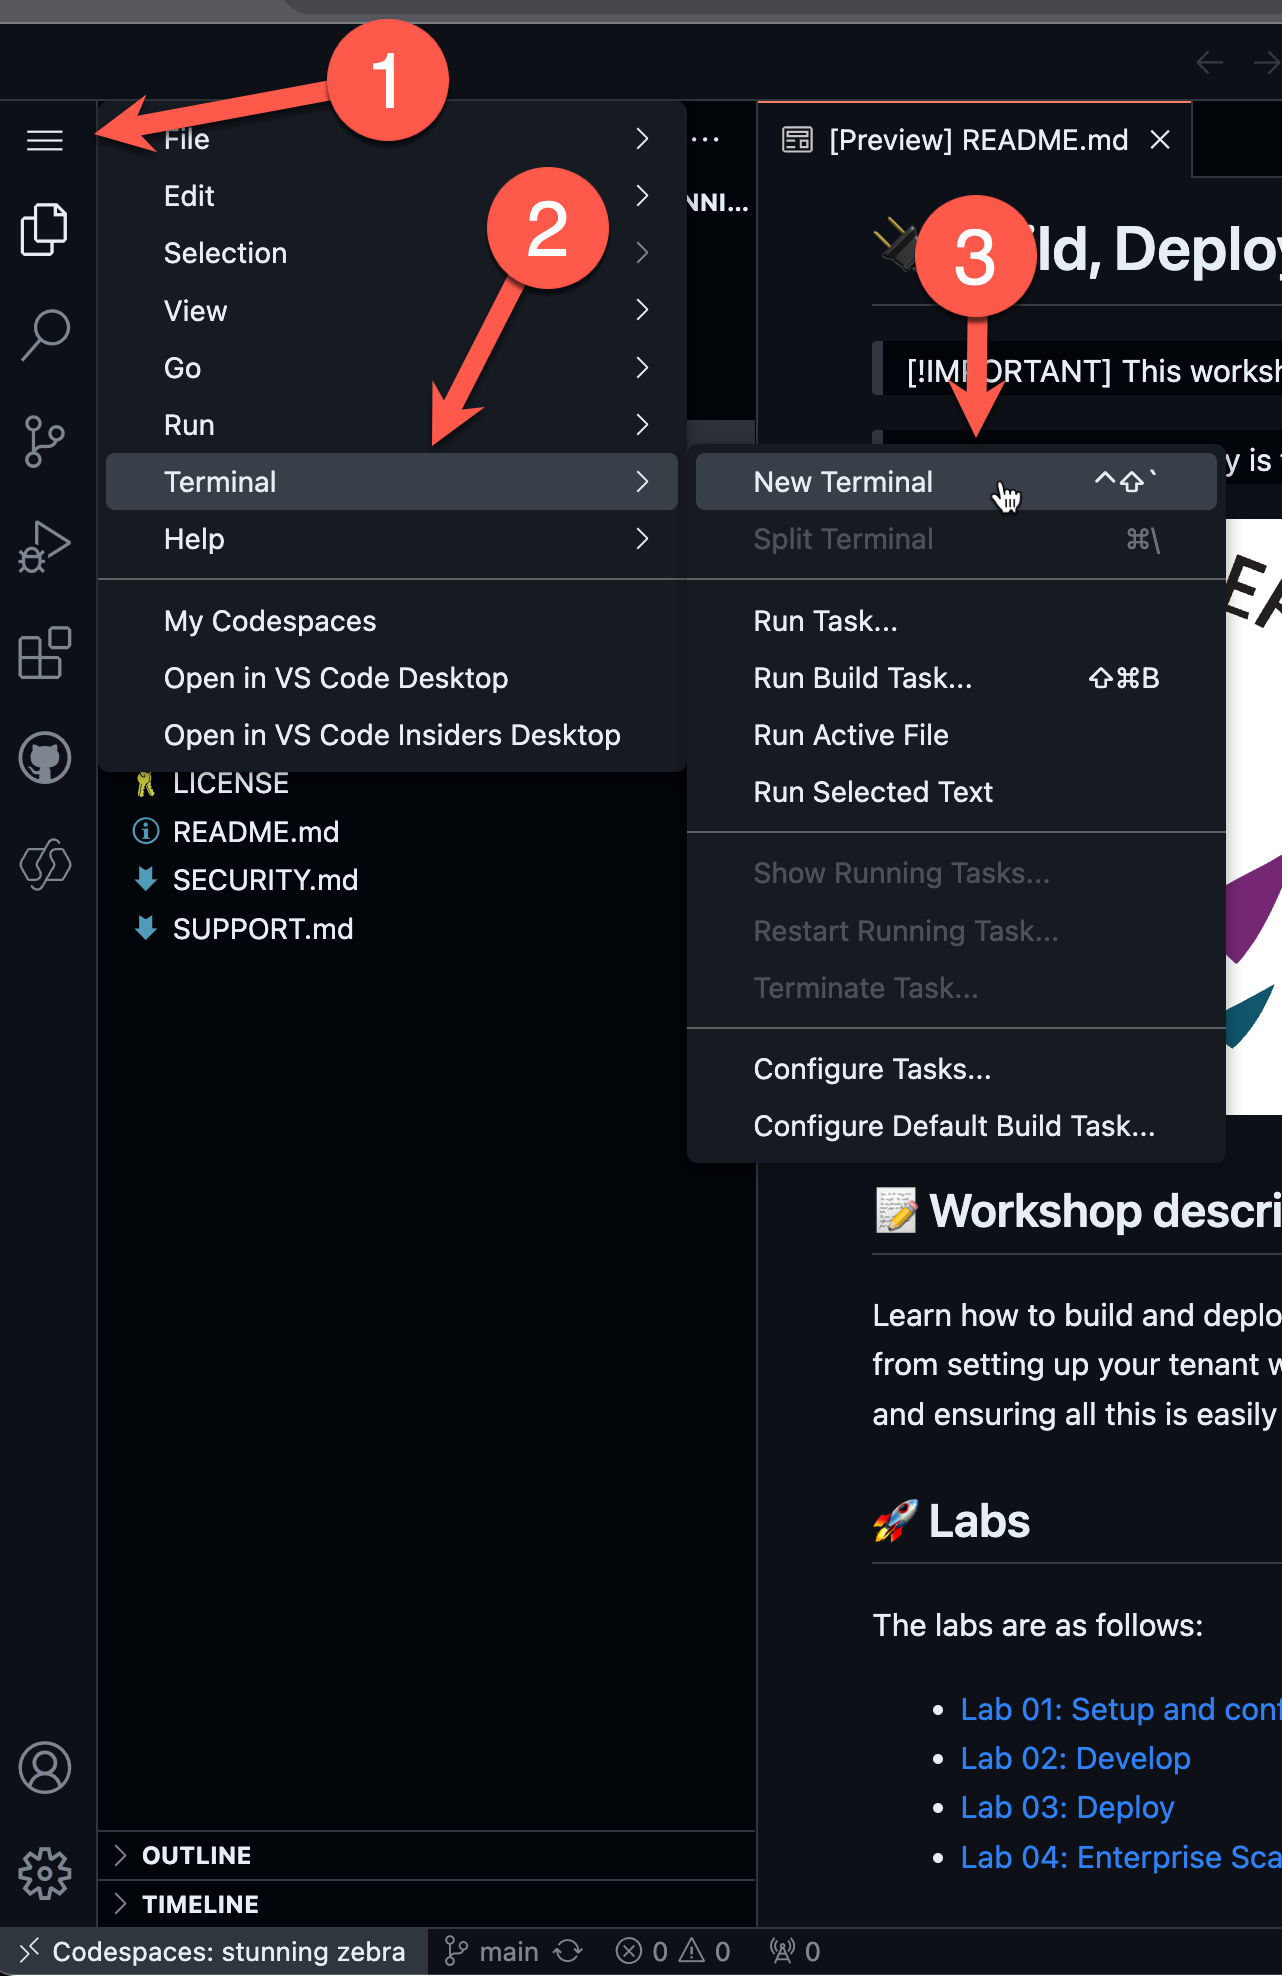 1
2
3
File
Edit
Selection
View
Go
Run
Terminal
Help
My Codespaces
Open in VS Code Desktop
Open in VS Code Insiders Desktop
LICENSE
README.md
SECURITY.md
SUPPORT.md
OUTLINE
TIMELINE
New Terminal ^⇧`
Split Terminal ⌘\
Run Task...
Run Build Task... ⇧⌘B
Run Active File
Run Selected Text
Show Running Tasks...
Restart Running Task...
Terminate Task...
Configure Tasks...
Configure Default Build Task...
[Preview] README.md
ld, Deploy
[!IMPORTANT] This worksh
y is
📝 Workshop descri
Learn how to build and deplo
from setting up your tenant w
and ensuring all this is easily
🚀 Labs
The labs are as follows:
• Lab 01: Setup and conf
• Lab 02: Develop
• Lab 03: Deploy
• Lab 04: Enterprise Sca
Codespaces: stunning zebra main 0 0 0